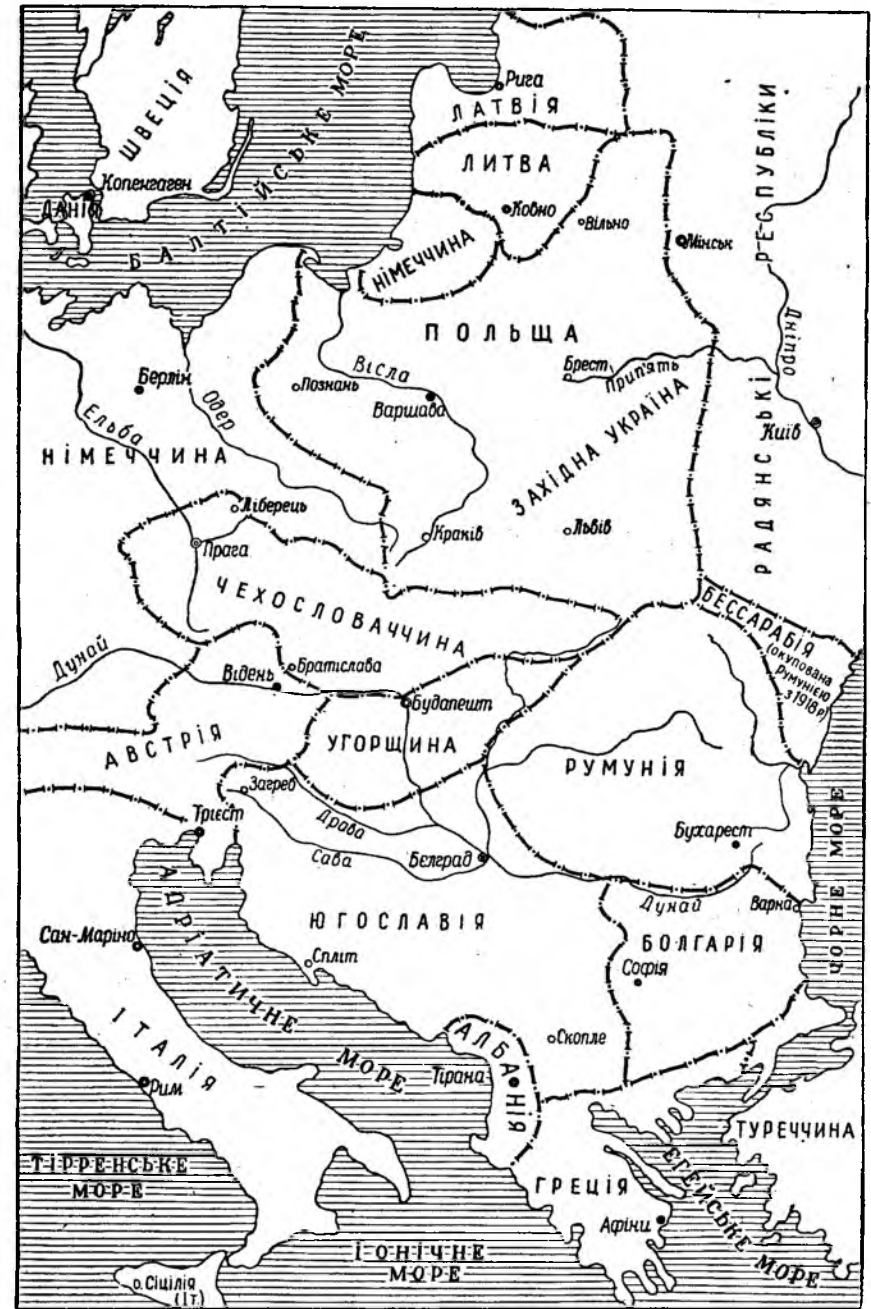 ШВЕЦІЯ
БАЛТІЙСЬКЕ МОРЕ
Рига
ЛАТВІЯ
ЛИТВА
Копенгаген
ДАНІЯ
Ковно
Вільно
Мінськ
НІМЕЧЧИНА
РАДЯНСЬКІ РЕСПУБЛІКИ
ПОЛЬЩА
Дніпро
Берлін
Одер
Познань
Вісла
Варшава
Брест
Прип'ять
Київ
Ельба
НІМЕЧЧИНА
ЗАХІДНА УКРАЇНА
Ліберець
Прага
Краків
Львів
ЧЕХОСЛОВАЧЧИНА
БЕССАРАБІЯ
(окупована
румунією
з 1918 р)
Дунай
Відень
Братіслава
Будапешт
АВСТРІЯ
УГОРЩИНА
РУМУНІЯ
Загреб
Трієст
Драва
Сава
Бєлград
Бухарест
ЧОРНЕ МОРЕ
Дунай
Варна
ЮГОСЛАВІЯ
БОЛГАРІЯ
Сан-Маріно
АДРІАТИЧНЕ
МОРЕ
Спліт
Софія
ІТАЛІЯ
Скопле
АЛБАНІЯ
Тірана
Рим
ТУРЕЧЧИНА
ТІРРЕНСЬКЕ
МОРЕ
ГРЕЦІЯ
ЄГЕЙСЬКЕ МОРЕ
Афіни
ІОНІЧНЕ
МОРЕ
о. Сіцілія
(Іт.)